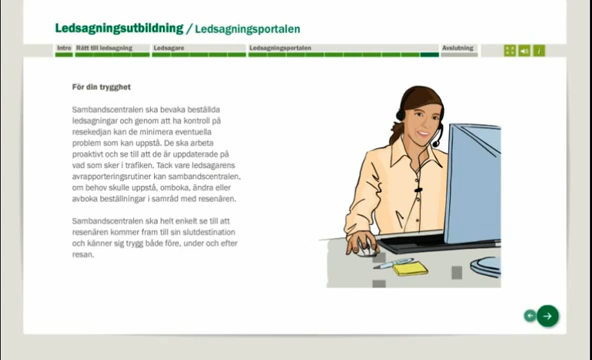 Ledsagningsutbildning / Ledsagningsportalen
Intro Rätt till ledsagning Ledsagare Ledsagningsportalen Avslutning
För din trygghet
Sambandscentralen ska bevaka beställda
ledsagningar och genom att ha kontroll på
resekedjan kan de minimera eventuella
problem som kan uppstå. De ska arbeta
proaktivt och se till att de är uppdaterade på
vad som sker i trafiken. Tack vare ledsagarens
avrapporteringsrutiner kan sambandscentralen,
om behov skulle uppstå, omboka, ändra eller
avboka beställningar i samråd med resenären.
Sambandscentralen ska helt enkelt se till att
resenären kommer fram till sin slutdestination
och känner sig trygg både före, under och efter
resan.